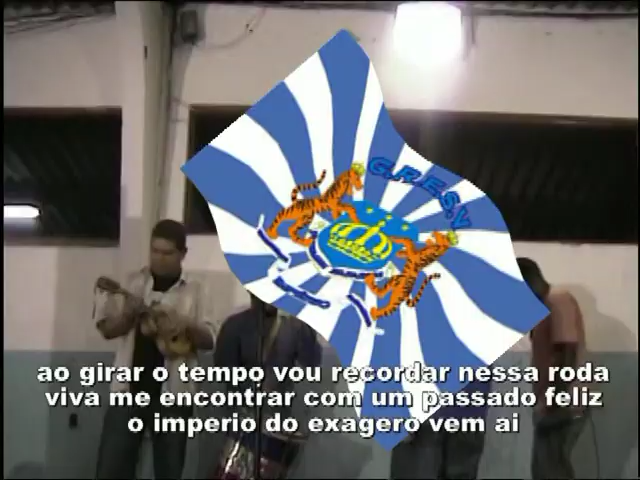 G.R.E.S.V
ao girar o tempo vou recordar nessa roda
viva me encontrar com um passado feliz
o imperio do exagero vem ai